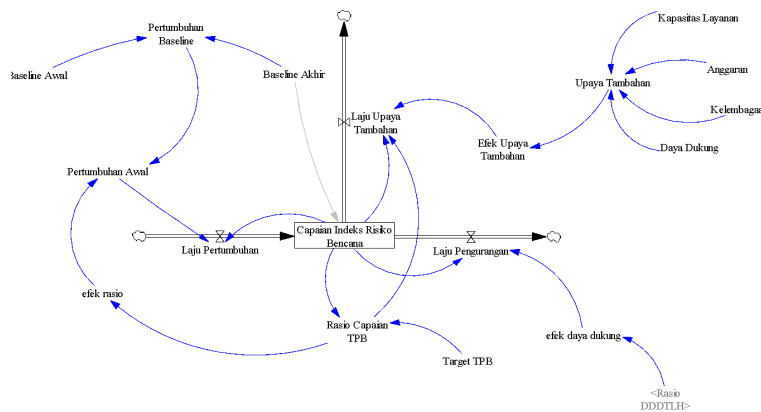 Pertumbuhan
Baseline
Kapasitas Layanan
Baseline Awal
Baseline Akhir
Anggaran
Upaya Tambahan
Kelembagaan
Laju Upaya
Tambahan
Efek Upaya
Tambahan
Daya Dukung
Pertumbuhan Awal
Capaian Indeks Risiko
Bencana
Laju Pertumbuhan
Laju Pengurangan
efek rasio
Rasio Capaian
TPB
efek daya dukung
Target TPB
<Rasio
DDDTLH>